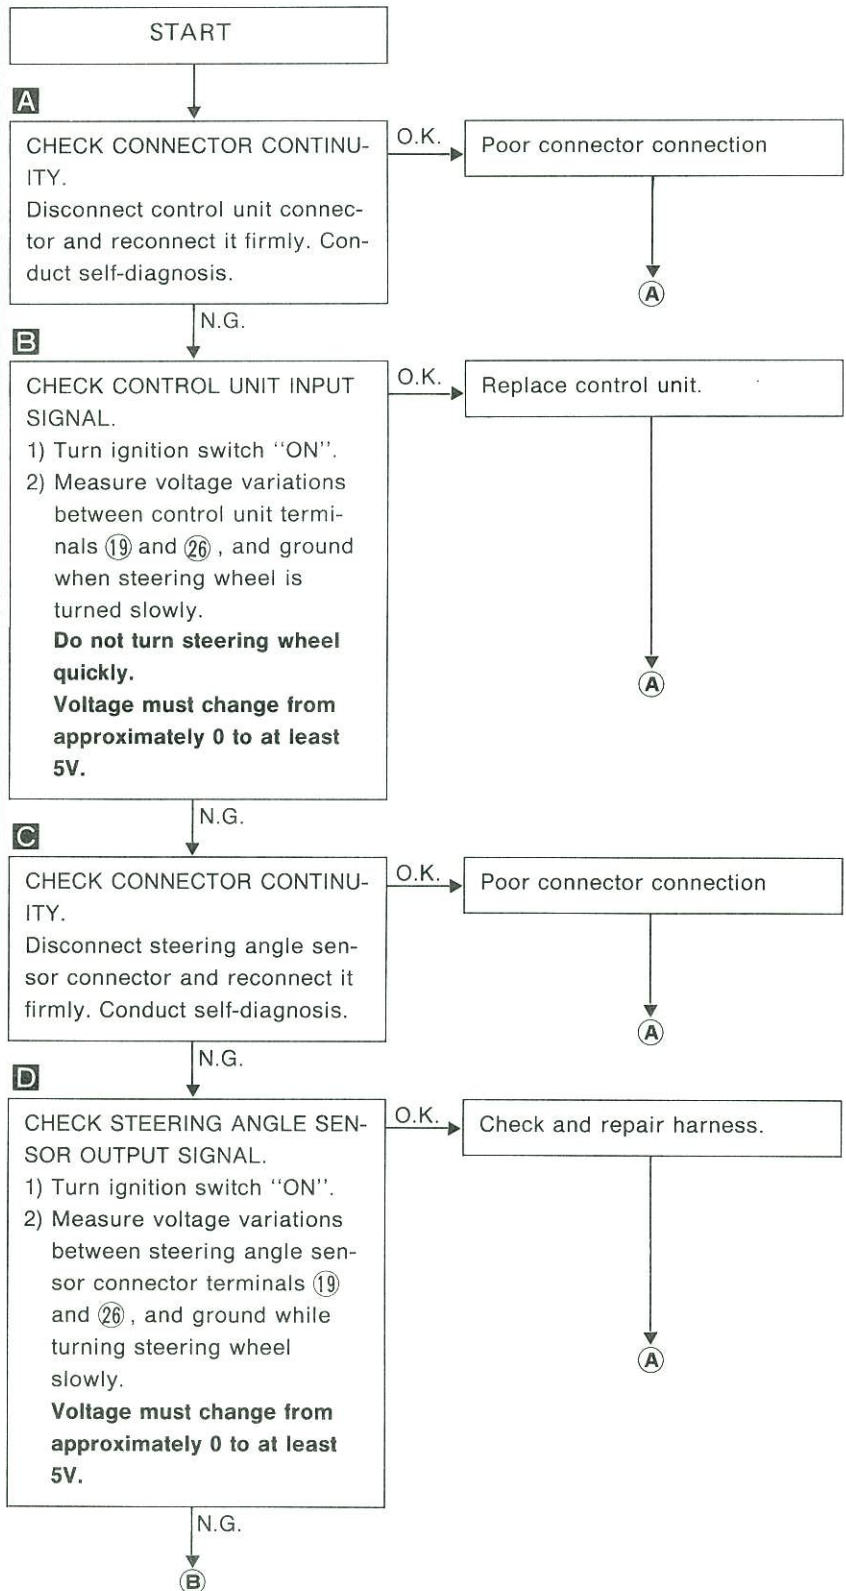 START
A
CHECK CONNECTOR CONTINU-
ITY.
Disconnect control unit connec-
tor and reconnect it firmly. Con-
duct self-diagnosis.
O.K.
Poor connector connection
A
N.G.
B
CHECK CONTROL UNIT INPUT
SIGNAL.
1) Turn ignition switch “ON”.
2) Measure voltage variations
between control unit termi-
nals ⑲ and ㉖, and ground
when steering wheel is
turned slowly.
Do not turn steering wheel
quickly.
Voltage must change from
approximately 0 to at least
5V.
O.K.
Replace control unit.
A
N.G.
C
CHECK CONNECTOR CONTINU-
ITY.
Disconnect steering angle sen-
sor connector and reconnect it
firmly. Conduct self-diagnosis.
O.K.
Poor connector connection
A
N.G.
D
CHECK STEERING ANGLE SEN-
SOR OUTPUT SIGNAL.
1) Turn ignition switch “ON”.
2) Measure voltage variations
between steering angle sen-
sor connector terminals ⑲
and ㉖, and ground while
turning steering wheel
slowly.
Voltage must change from
approximately 0 to at least
5V.
O.K.
Check and repair harness.
A
N.G.
B